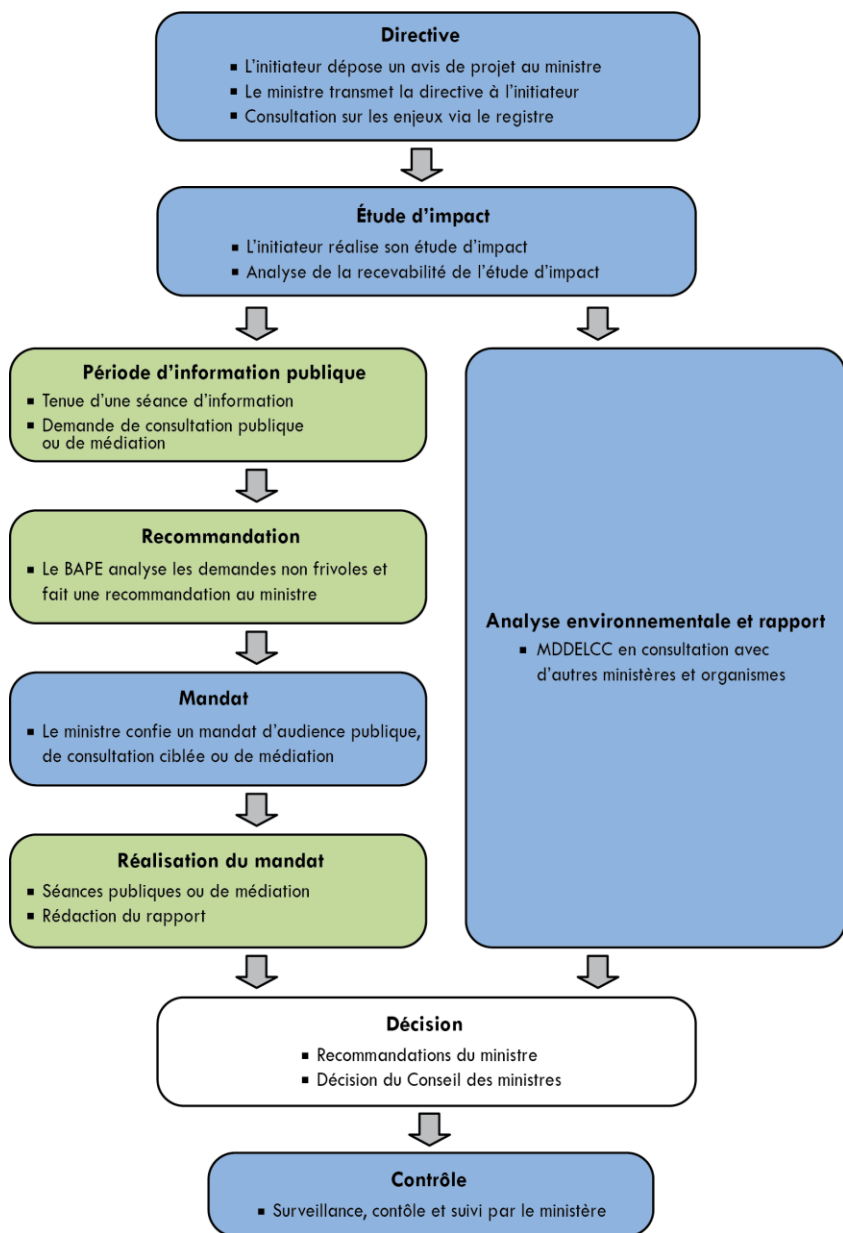 Directive
▪ L'initiateur dépose un avis de projet au ministre
▪ Le ministre transmet la directive à l'initiateur
▪ Consultation sur les enjeux via le registre
Étude d'impact
▪ L'initiateur réalise son étude d'impact
▪ Analyse de la recevabilité de l'étude d'impact
Période d'information publique
▪ Tenue d'une séance d'information
▪ Demande de consultation publique
ou de médiation
Recommandation
▪ Le BAPE analyse les demandes non frivoles et
fait une recommandation au ministre
Mandat
▪ Le ministre confie un mandat d'audience publique,
de consultation ciblée ou de médiation
Réalisation du mandat
▪ Séances publiques ou de médiation
▪ Rédaction du rapport
Analyse environnementale et rapport
▪ MDDELCC en consultation avec
d'autres ministères et organismes
Décision
▪ Recommandations du ministre
▪ Décision du Conseil des ministres
Contrôle
▪ Surveillance, contôle et suivi par le ministère